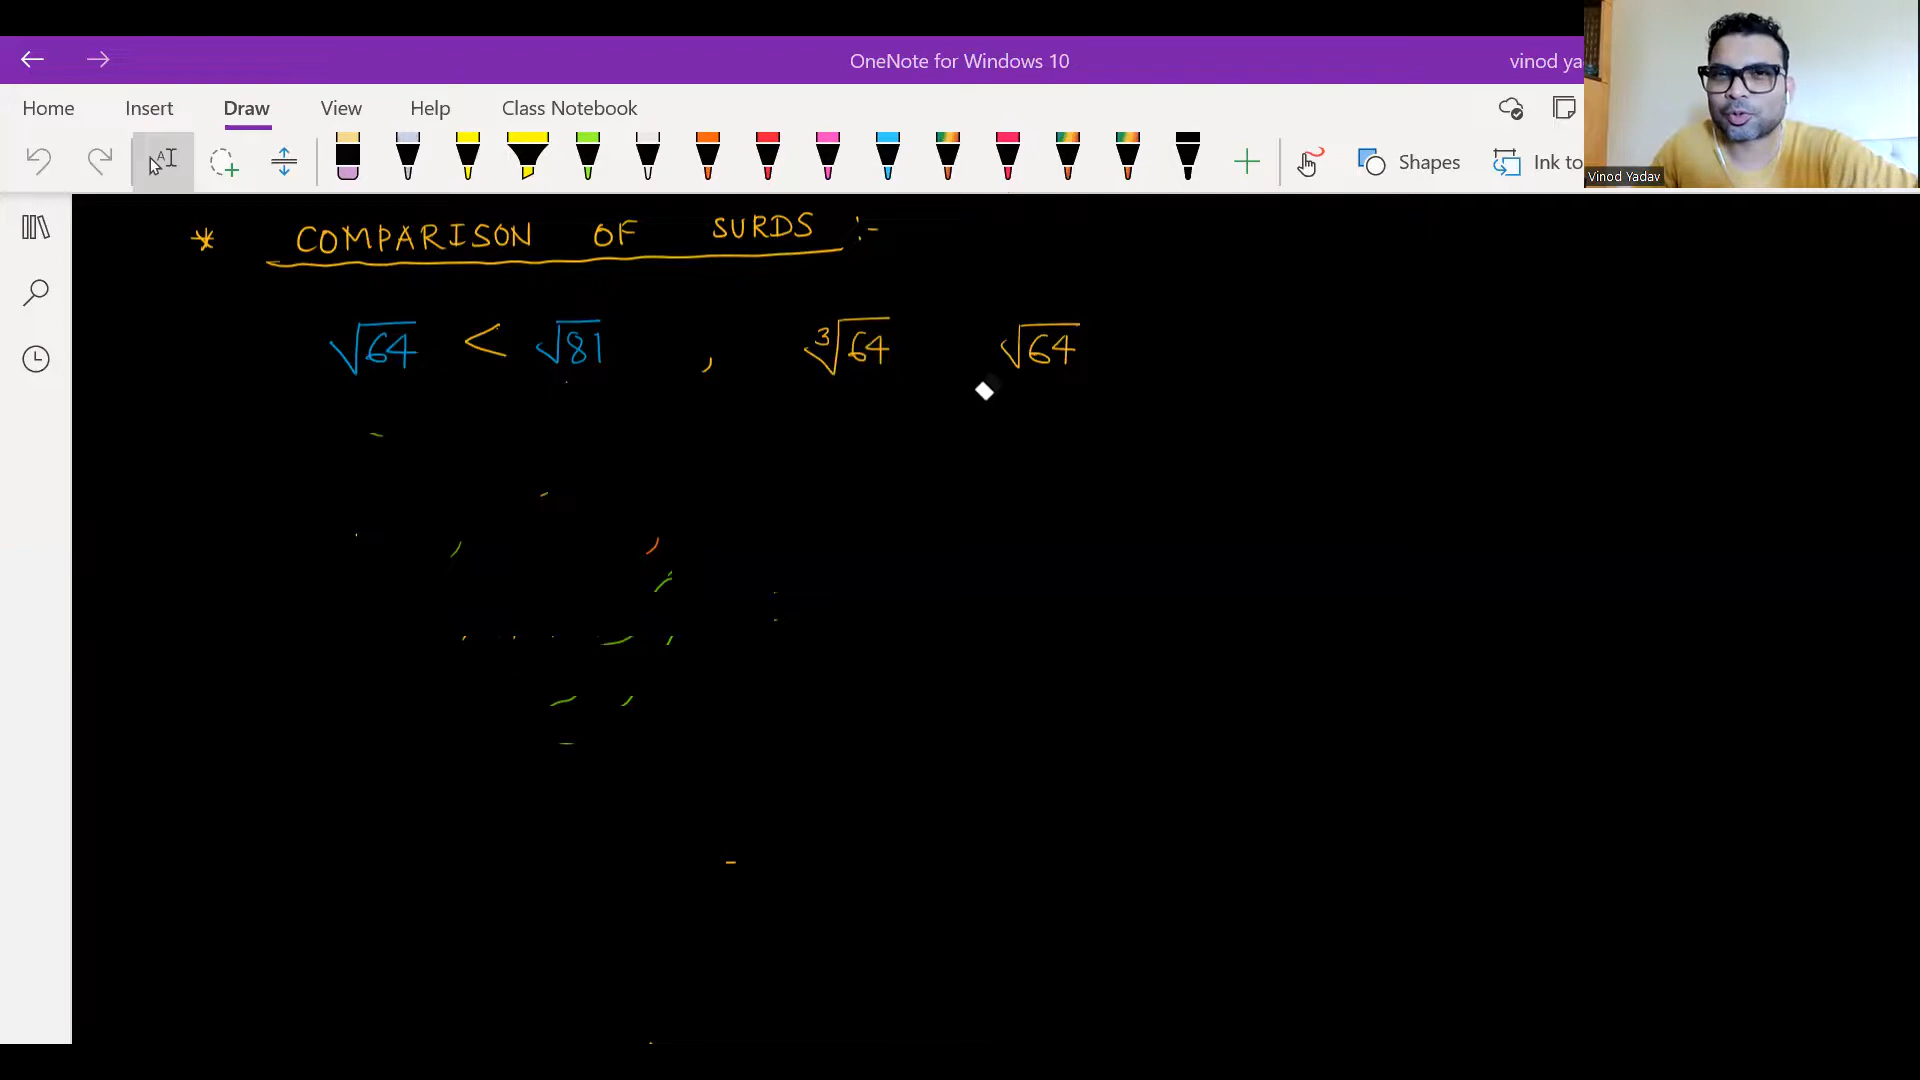 OneNote for Windows 10
vinod ya
Home Insert Draw View Help Class Notebook
Shapes Ink to
Vinod Yadav
* COMPARISON OF SURDS :-
√64 < √81 , ∛64 √64